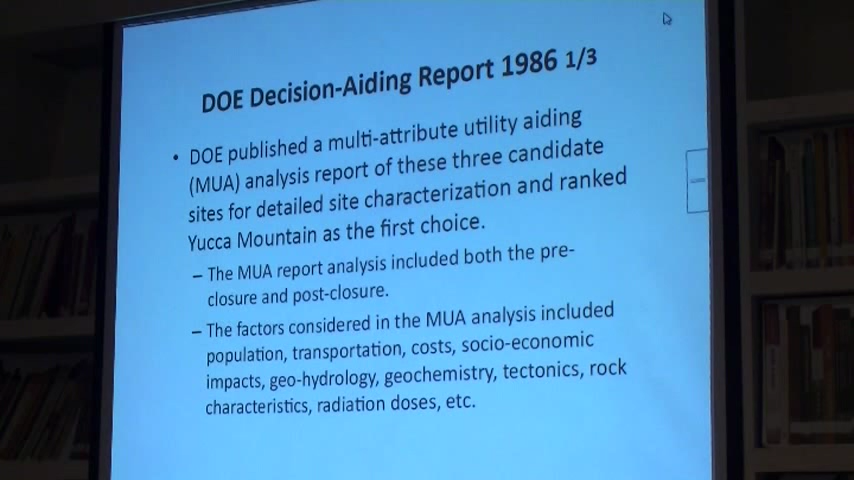 DOE Decision-Aiding Report 1986 1/3
• DOE published a multi-attribute utility aiding
(MUA) analysis report of these three candidate
sites for detailed site characterization and ranked
Yucca Mountain as the first choice.
– The MUA report analysis included both the pre-
closure and post-closure.
– The factors considered in the MUA analysis included
population, transportation, costs, socio-economic
impacts, geo-hydrology, geochemistry, tectonics, rock
characteristics, radiation doses, etc.